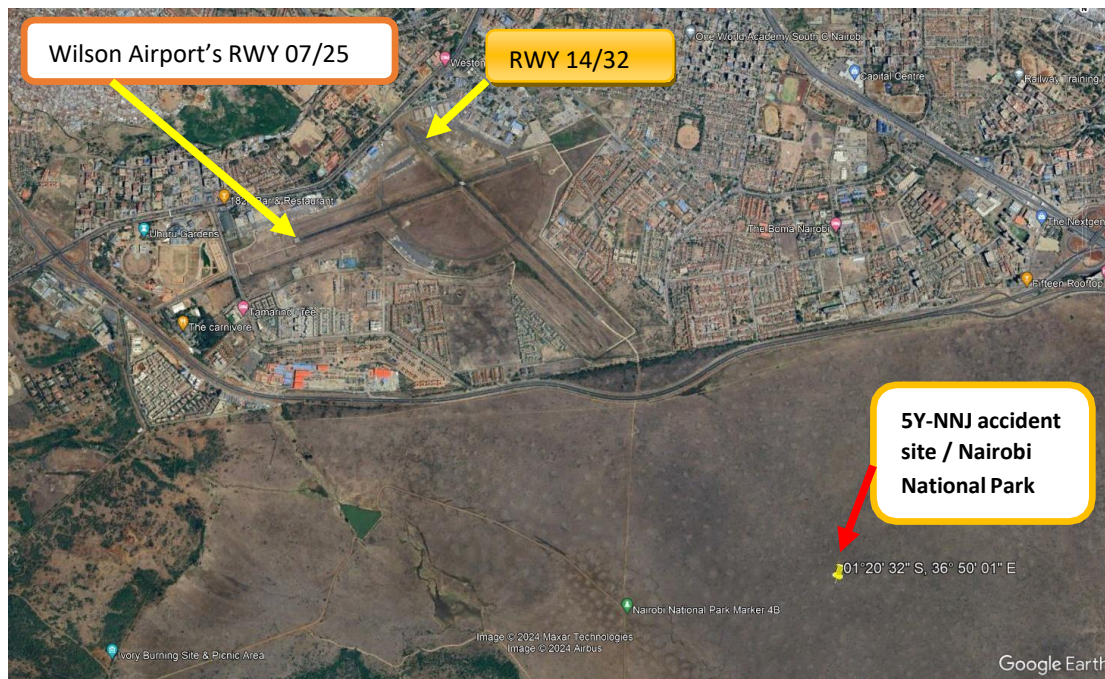 Wilson Airport's RWY 07/25
RWY 14/32
One World Academy South C Nairobi
Weston
Capital Centre
Railway Training I
Bar & Restaurant
Uhuru Gardens
The Boma Nairobi
The Nextgen
Fifteen Rooftop
Tamarind Tree
The carnivore
5Y-NNJ accident
site / Nairobi
National Park
01°20' 32" S, 36° 50' 01" E
Nairobi National Park Marker 4B
Image © 2024 Maxar Technologies
Image © 2024 Airbus
Ivory Burning Site & Picnic Area
Google Earth